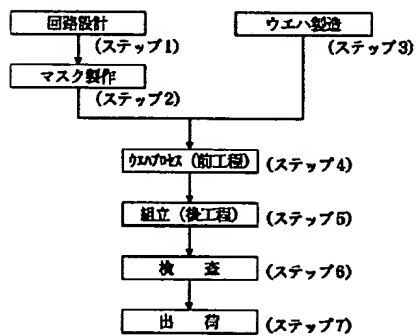 回路設計
(ステップ1)
ウエハ製造
(ステップ3)
マスク製作
(ステップ2)
ウエハプロセス (前工程)
(ステップ4)
組立 (後工程)
(ステップ5)
検 査
(ステップ6)
出 荷
(ステップ7)